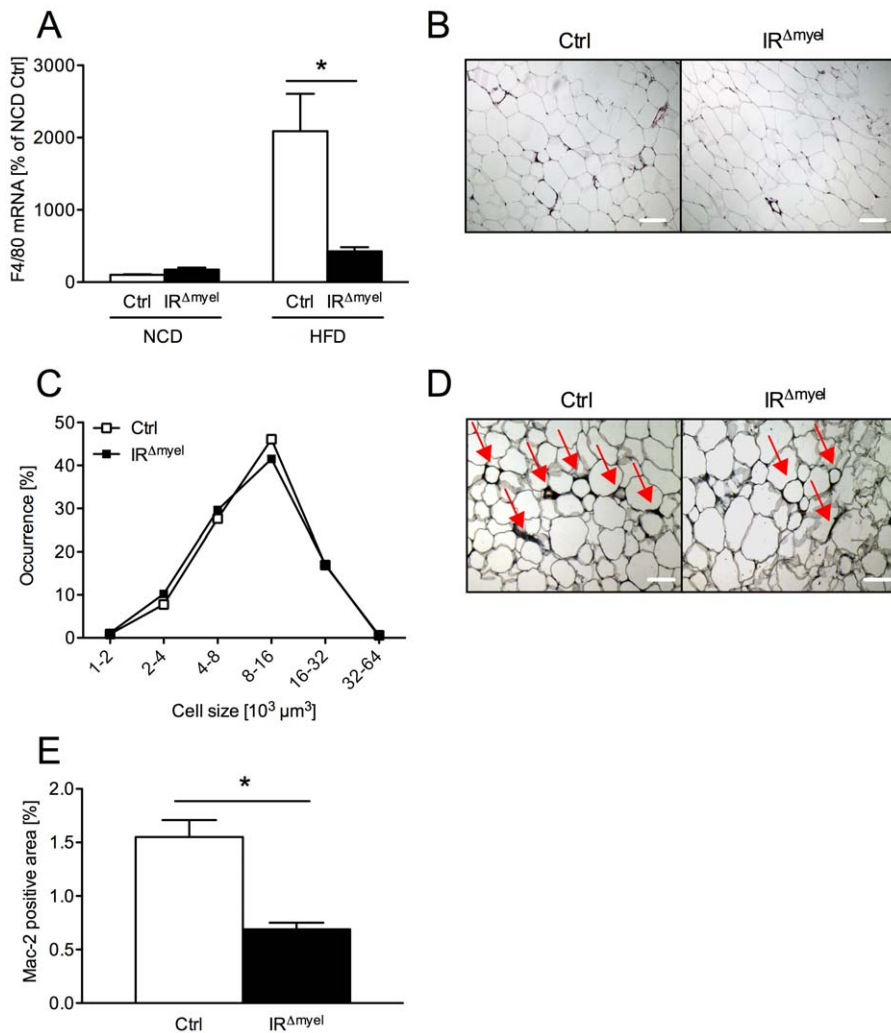 A
F4/80 mRNA [% of NCD Ctrl]
3000
2000
1000
0
*
Ctrl IRΔmyel Ctrl IRΔmyel
NCD HFD
B
Ctrl IRΔmyel
C
Occurrence [%]
50
40
30
20
10
0
Ctrl
IRΔmyel
1-2 2-4 4-8 8-16 16-32 32-64
Cell size [10³ µm³]
D
Ctrl IRΔmyel
E
Mac-2 positive area [%]
2.0
1.5
1.0
0.5
0.0
*
Ctrl IRΔmyel